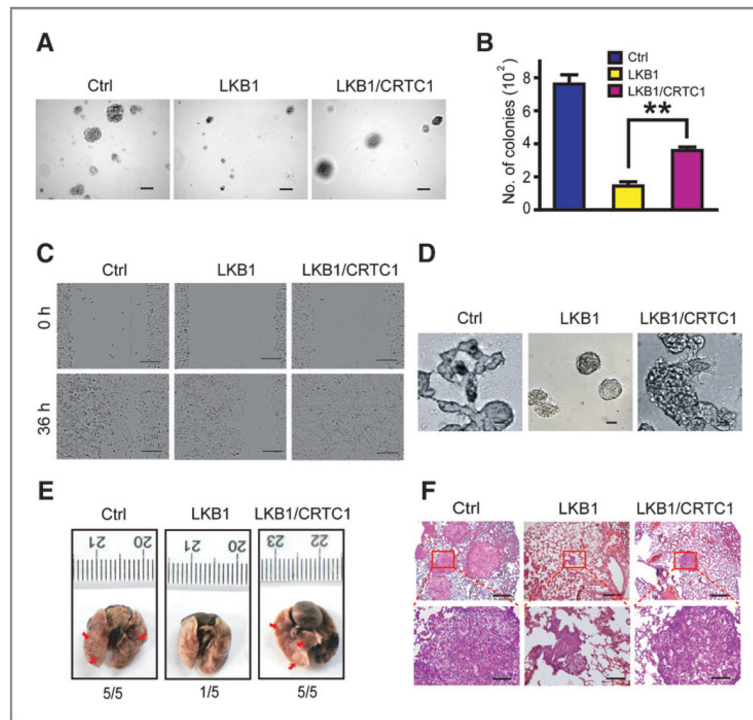 A
Ctrl
LKB1
LKB1/CRTC1
B
No. of colonies (10²)
8
6
4
2
0
Ctrl
LKB1
LKB1/CRTC1
**
C
Ctrl
LKB1
LKB1/CRTC1
0 h
36 h
D
Ctrl
LKB1
LKB1/CRTC1
E
Ctrl
LKB1
LKB1/CRTC1
21 20
21 20
23 22
5/5
1/5
5/5
F
Ctrl
LKB1
LKB1/CRTC1